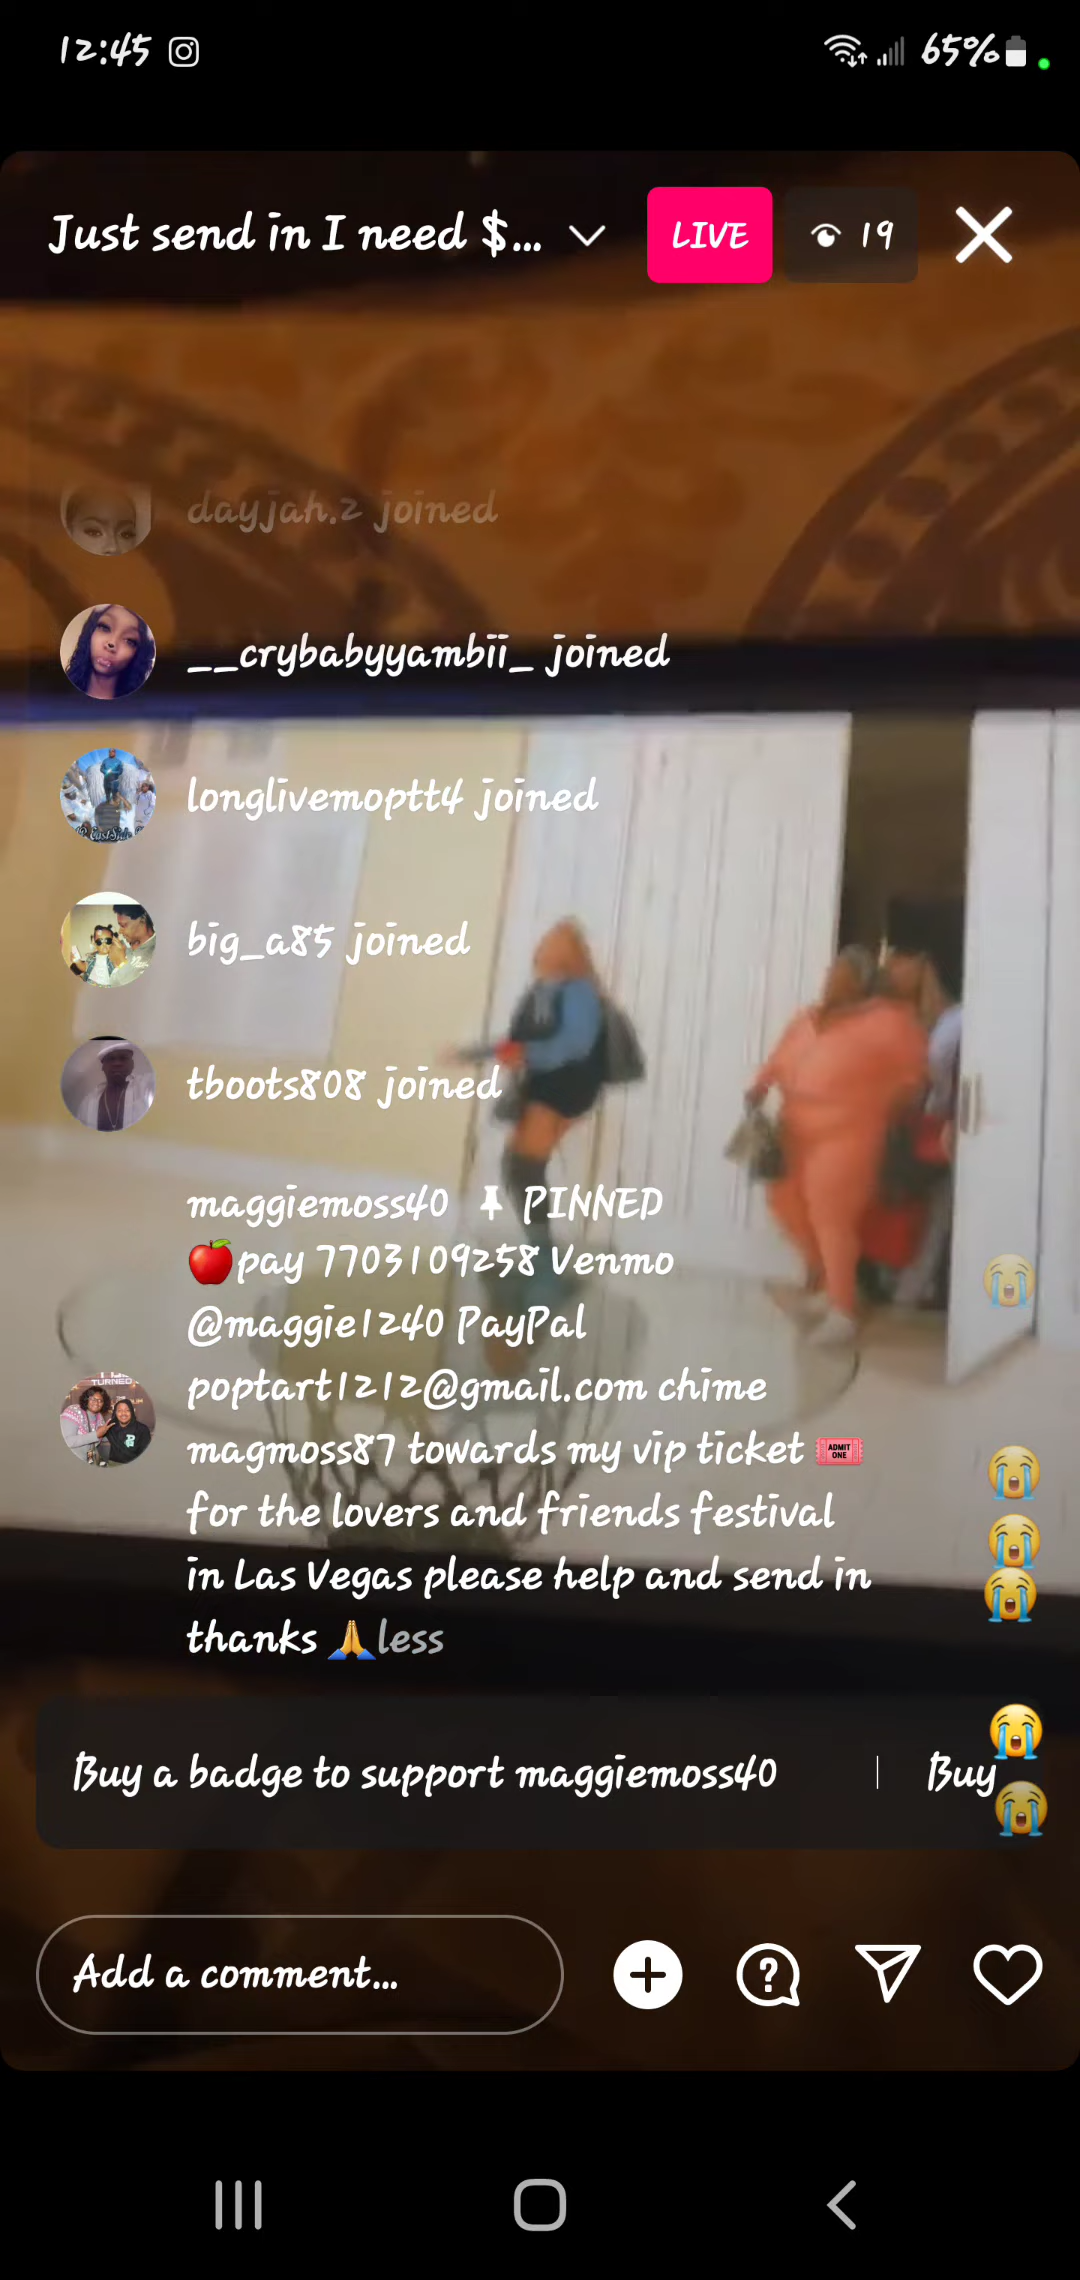 12:45
65%
Just send in I need $...
LIVE
19
dayjah.2 joined
__crybabyyambii_ joined
longlivemoptt4 joined
big_a85 joined
tboots808 joined
maggiemoss40 📌 PINNED
🍎pay 7703109258 Venmo
@maggie1240 PayPal
poptart1212@gmail.com chime
magmoss87 towards my vip ticket 🎟️
for the lovers and friends festival
in Las Vegas please help and send in
thanks 🙏less
Buy a badge to support maggiemoss40 | Buy
Add a comment...